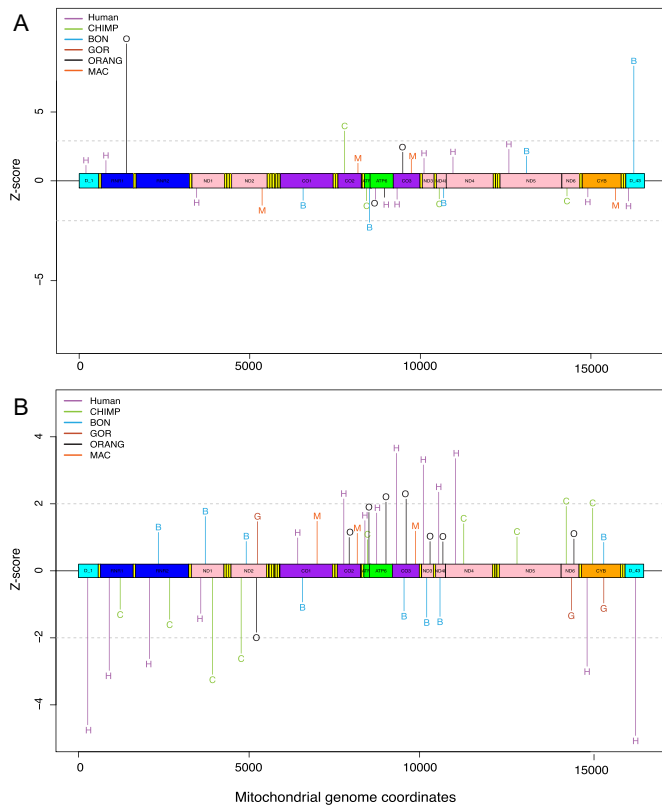 A
Human
CHIMP
BON
GOR
ORANG
MAC
Z-score
5
0
−5
O
B
C
M
O
M
H
H
H
H
H
B
D_1
ND1
ND2
CO1
CO2
ATP6
CO3
ND3
ND4
ND5
ND6
CYB
D_43
H
M
B
C
B
O
H
H
C
B
C
H
M
H
0
5000
10000
15000
B
Human
CHIMP
BON
GOR
ORANG
MAC
Z-score
4
2
0
−2
−4
B
B
B
G
H
M
H
O
M
H
C
O
H
O
H
O
M
H
O
H
O
H
C
C
C
O
C
B
D_1
ND1
ND2
CO1
CO2
ATP6
CO3
ND3
ND4
ND5
ND6
CYB
D_43
H
H
C
H
C
H
C
C
O
B
B
B
B
G
H
G
H
0
5000
10000
15000
Mitochondrial genome coordinates